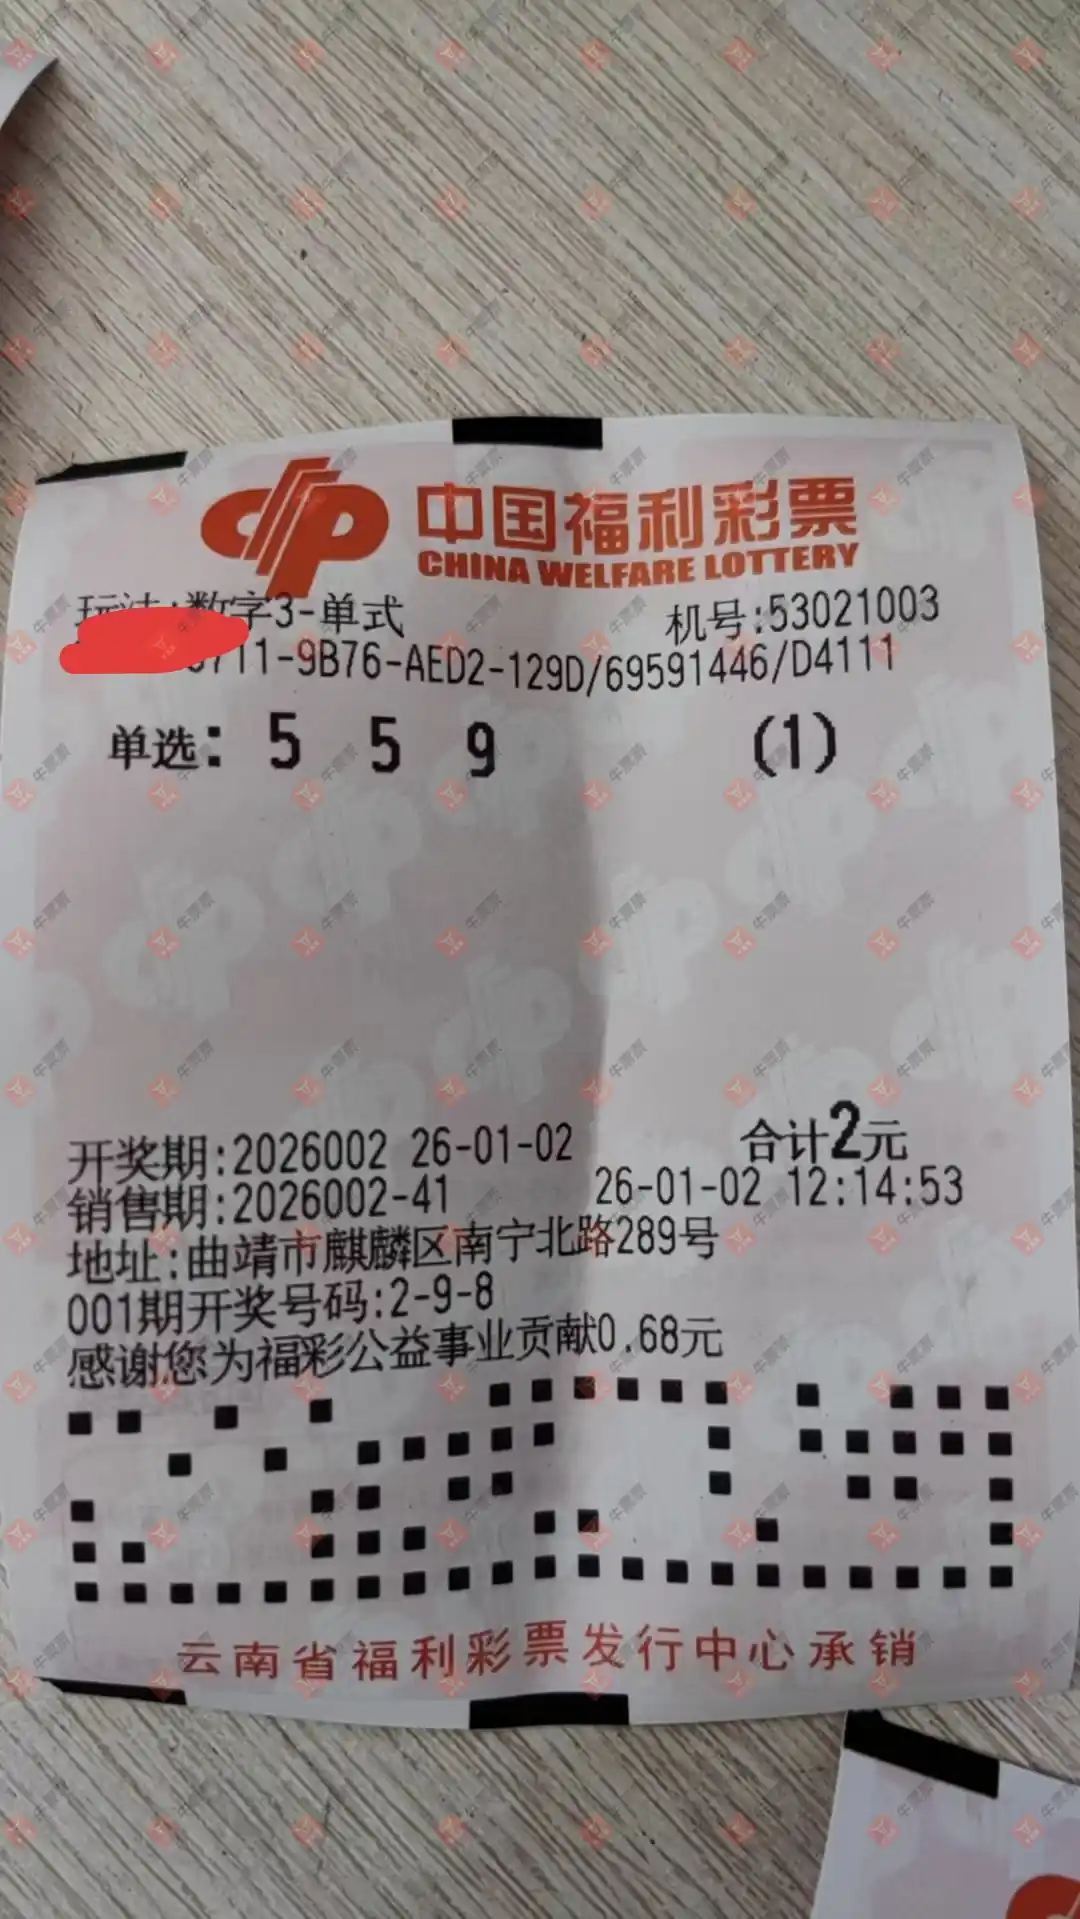 中国福利彩票
CHINA WELFARE LOTTERY
玩法:数字3-单式 机号:53021003
711-9B76-AED2-129D/69591446/D4111
单选: 5 5 9 (1)
开奖期:2026002 26-01-02 合计2元
销售期:2026002-41 26-01-02 12:14:53
地址:曲靖市麒麟区南宁北路289号
001期开奖号码:2-9-8
感谢您为福彩公益事业贡献0.68元
云南省福利彩票发行中心承销
牛票票